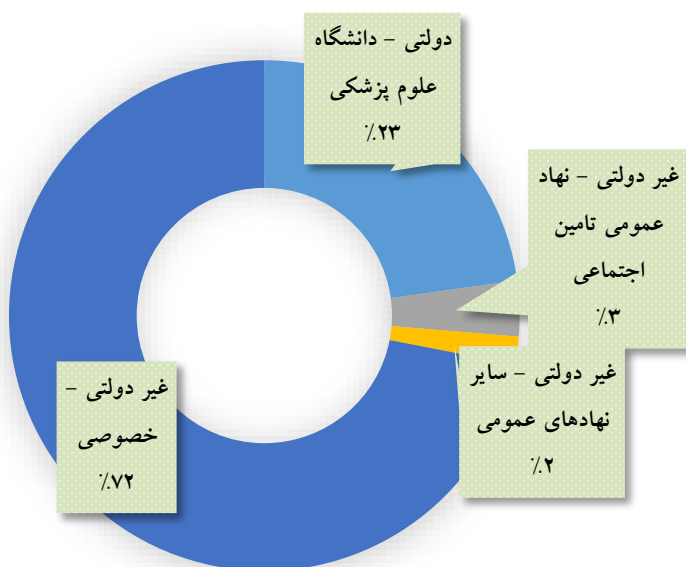 دولتی – دانشگاه
علوم پزشکی
٪۲۳
غیر دولتی – نهاد
عمومی تامین
اجتماعی
٪۳
غیر دولتی – سایر
نهادهای عمومی
٪۲
غیر دولتی –
خصوصی
٪۷۲